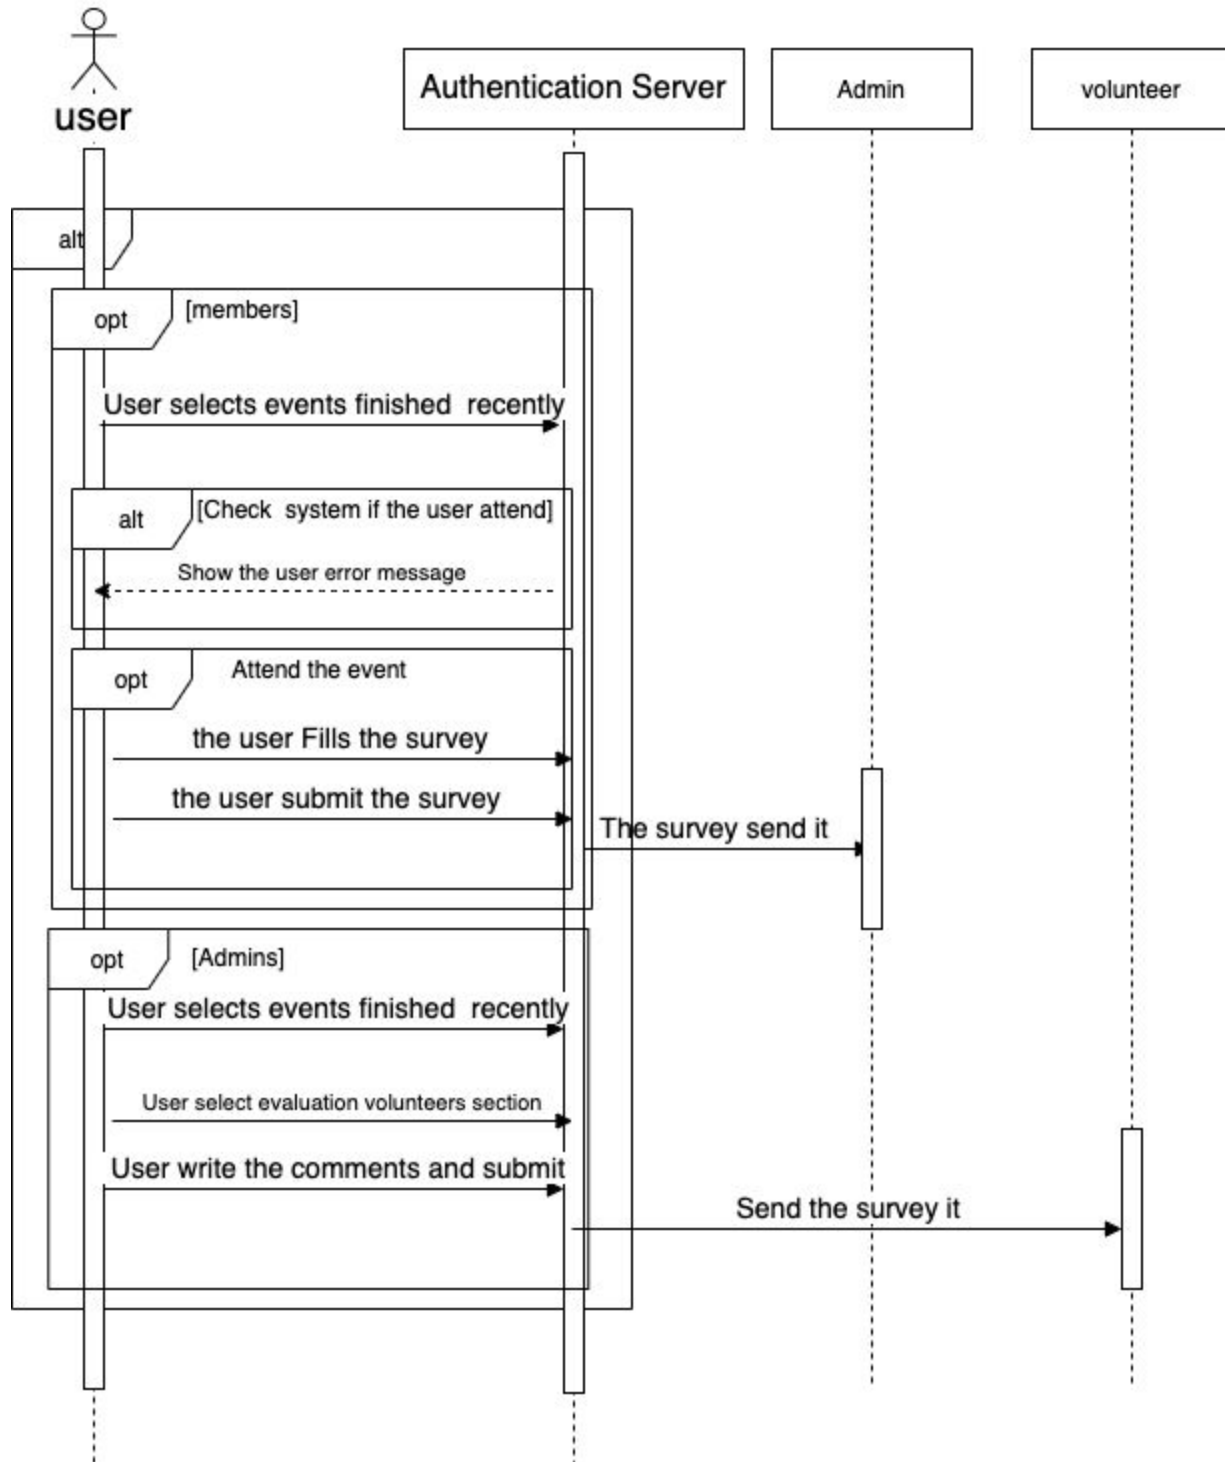 user
Authentication Server
Admin
volunteer
alt
opt
[members]
User selects events finished  recently
alt
[Check  system if the user attend]
Show the user error message
opt
Attend the event
the user Fills the survey
the user submit the survey
The survey send it
opt
[Admins]
User selects events finished  recently
User select evaluation volunteers section
User write the comments and submit
Send the survey it